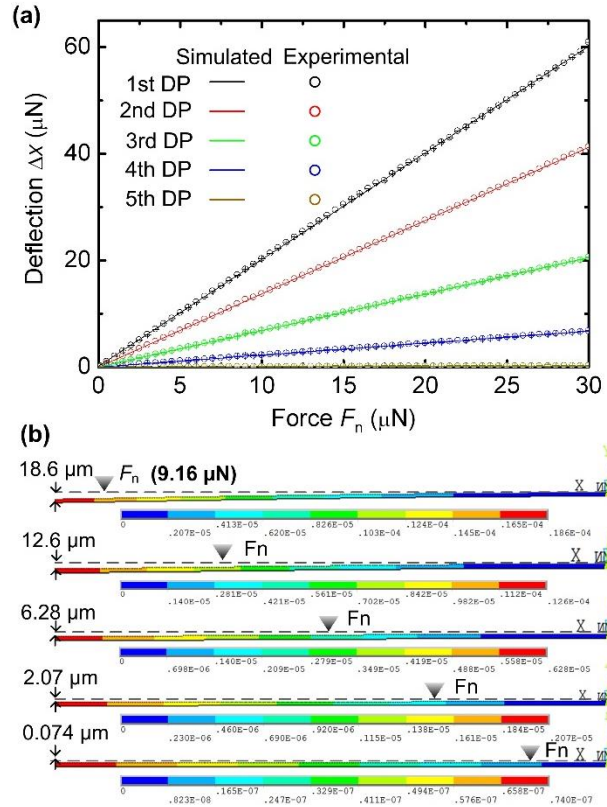 (a)
60
40
20
0
Deflection Δx (μN)
Simulated Experimental
1st DP
2nd DP
3rd DP
4th DP
5th DP
0 5 10 15 20 25 30
Force Fn (μN)
(b)
18.6 μm Fn (9.16 μN)
X
0 .413E-05 .826E-05 .124E-04 .165E-04
.207E-05 .620E-05 .103E-04 .145E-04 .186E-04
12.6 μm Fn
X
0 .281E-05 .561E-05 .842E-05 .112E-04
.140E-05 .421E-05 .702E-05 .982E-05 .126E-04
6.28 μm Fn
X
0 .140E-05 .279E-05 .419E-05 .558E-05
.698E-06 .209E-05 .349E-05 .488E-05 .628E-05
2.07 μm Fn
X
0 .460E-06 .920E-06 .138E-05 .184E-05
.230E-06 .690E-06 .115E-05 .161E-05 .207E-05
0.074 μm Fn
0 .165E-07 .329E-07 .494E-07 .658E-07
.823E-08 .247E-07 .411E-07 .576E-07 .740E-07